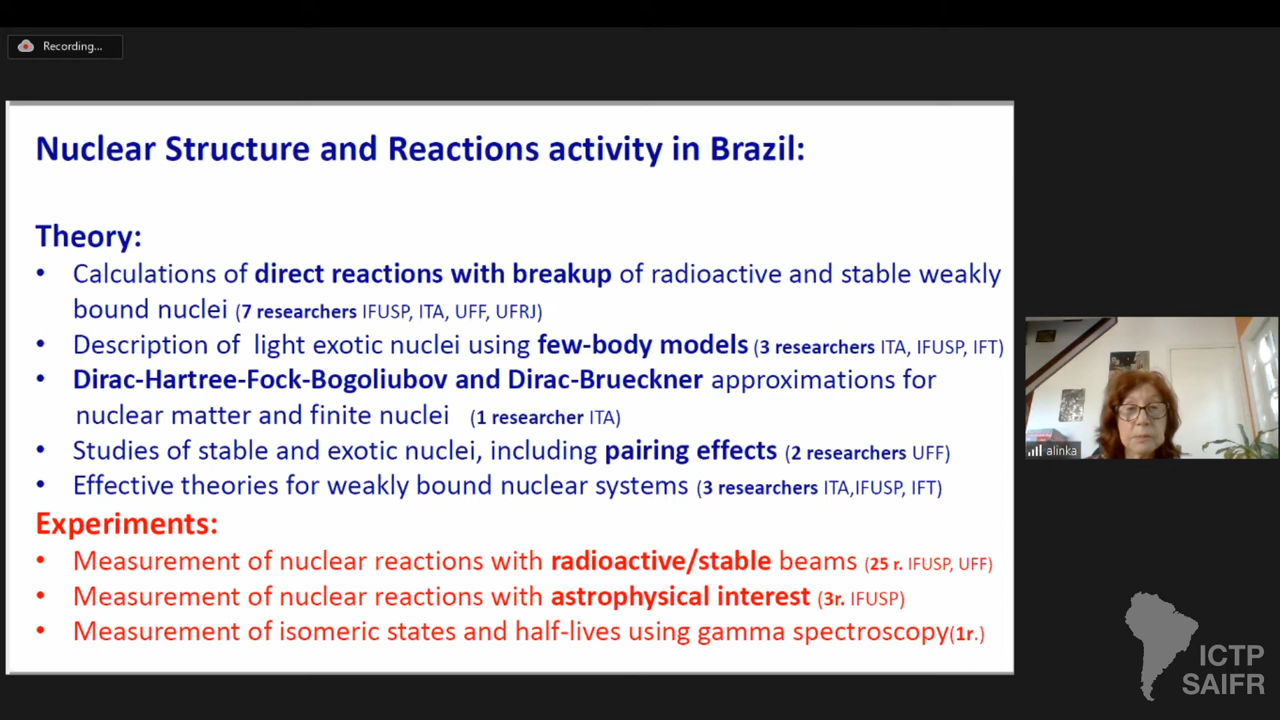 Recording...
Nuclear Structure and Reactions activity in Brazil:
Theory:
• Calculations of direct reactions with breakup of radioactive and stable weakly
bound nuclei (7 researchers IFUSP, ITA, UFF, UFRJ)
• Description of light exotic nuclei using few-body models (3 researchers ITA, IFUSP, IFT)
• Dirac-Hartree-Fock-Bogoliubov and Dirac-Brueckner approximations for
nuclear matter and finite nuclei (1 researcher ITA)
• Studies of stable and exotic nuclei, including pairing effects (2 researchers UFF)
• Effective theories for weakly bound nuclear systems (3 researchers ITA,IFUSP, IFT)
Experiments:
• Measurement of nuclear reactions with radioactive/stable beams (25 r. IFUSP, UFF)
• Measurement of nuclear reactions with astrophysical interest (3r. IFUSP)
• Measurement of isomeric states and half-lives using gamma spectroscopy(1r.)
alinka
ICTP
SAIFR